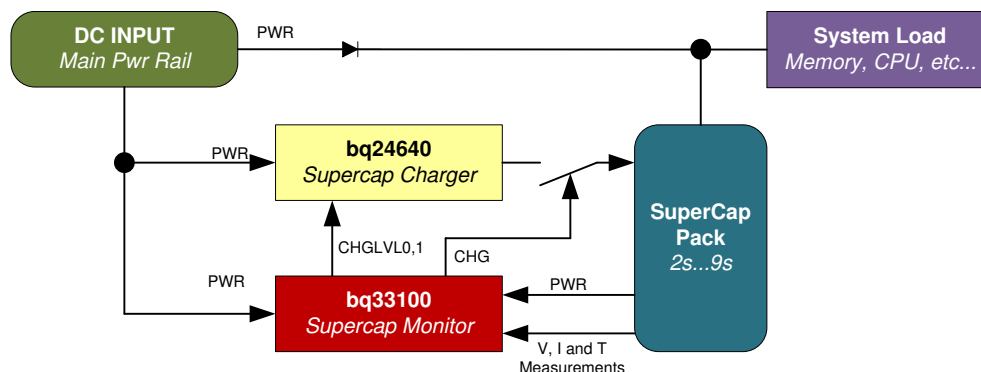 DC INPUT
Main Pwr Rail
PWR
System Load
Memory, CPU, etc...
PWR
bq24640
Supercap Charger
SuperCap
Pack
2s...9s
CHGLVL0,1
CHG
PWR
bq33100
Supercap Monitor
PWR
V, I and T
Measurements